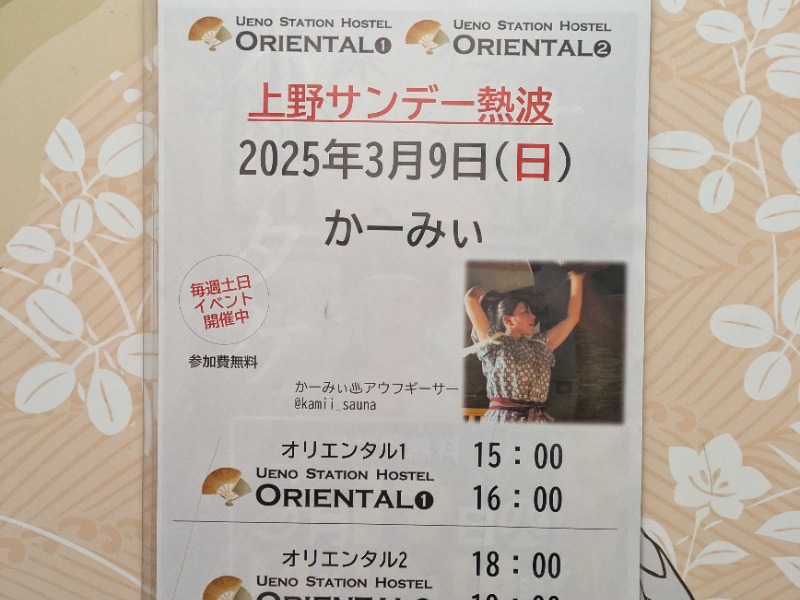 UENO STATION HOSTEL
ORIENTAL❶
UENO STATION HOSTEL
ORIENTAL❷
上野サンデー熱波
2025年3月9日(日)
かーみぃ
毎週土日
イベント
開催中
参加費無料
かーみぃ♨アウフギーサー
@kamii_sauna
オリエンタル1
UENO STATION HOSTEL
ORIENTAL❶
15：00
16：00
オリエンタル2
UENO STATION HOSTEL
ORIENTAL
18：00